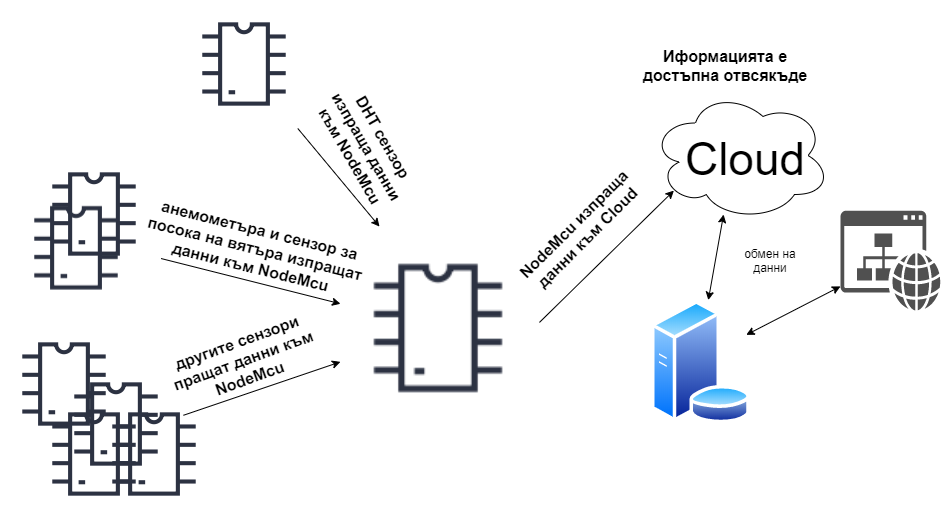 Иформацията е
достъпна отвсякъде
Cloud
DHT сензор
изпраща данни
към NodeMcu
анемометъра и сензор за
посока на вятъра изпращат
данни към NodeMcu
другите сензори
пращат данни към
NodeMcu
NodeMcu изпраща
данни към Cloud
обмен на
данни